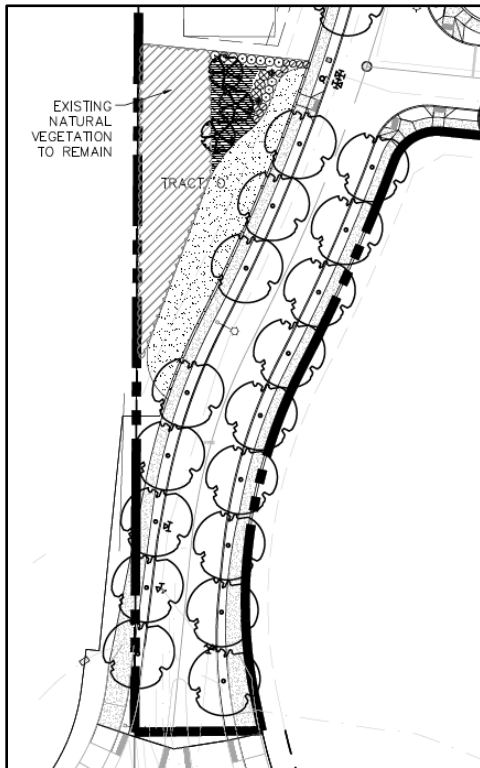 EXISTING
NATURAL
VEGETATION
TO REMAIN
TRACT 'O'